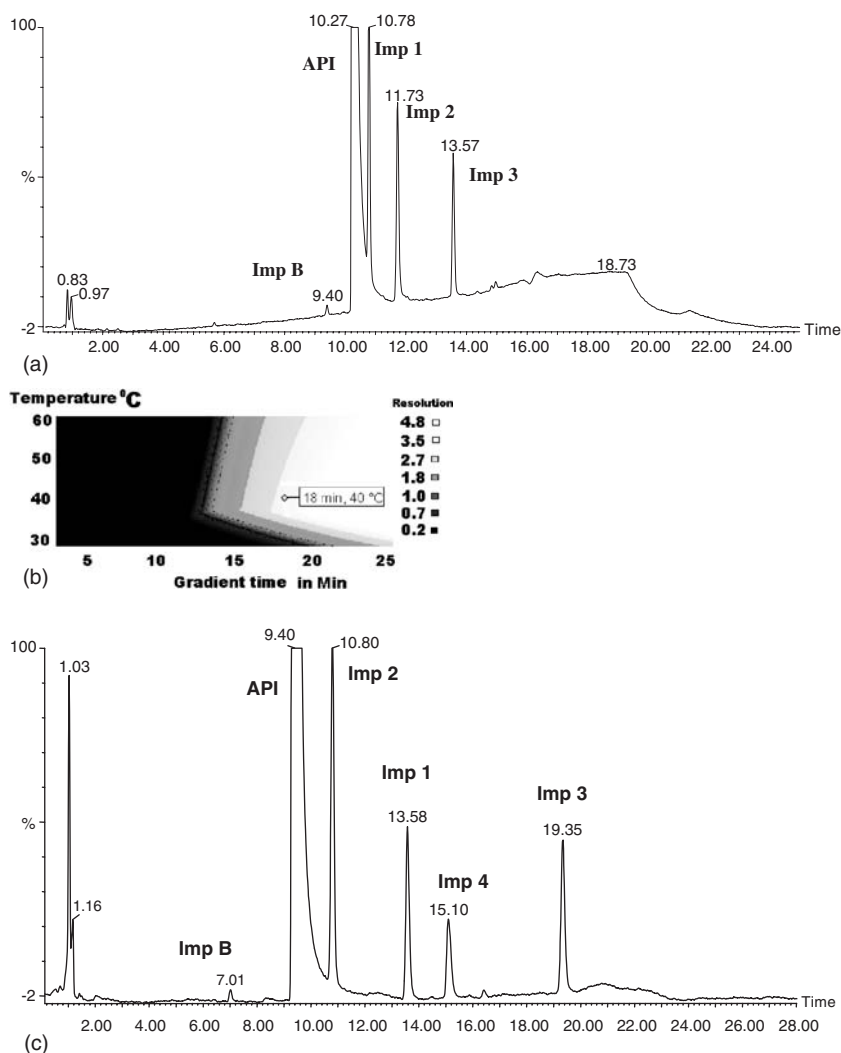 100
10.27
10.78
API
Imp 1
11.73
Imp 2
13.57
Imp 3
%
Imp B
9.40
0.83
0.97
18.73
-2
Time
2.00 4.00 6.00 8.00 10.00 12.00 14.00 16.00 18.00 20.00 22.00 24.00
(a)
Temperature ⁰C
Resolution
60
50
40
30
4.8
3.5
2.7
1.8
1.0
0.7
0.2
18 min, 40 °C
5 10 15 20 25
Gradient time in Min
(b)
100
9.40
10.80
1.03
API
Imp 2
Imp 1
13.58
Imp 3
19.35
%
Imp 4
15.10
1.16
Imp B
7.01
-2
Time
2.00 4.00 6.00 8.00 10.00 12.00 14.00 16.00 18.00 20.00 22.00 24.00 26.00 28.00
(c)